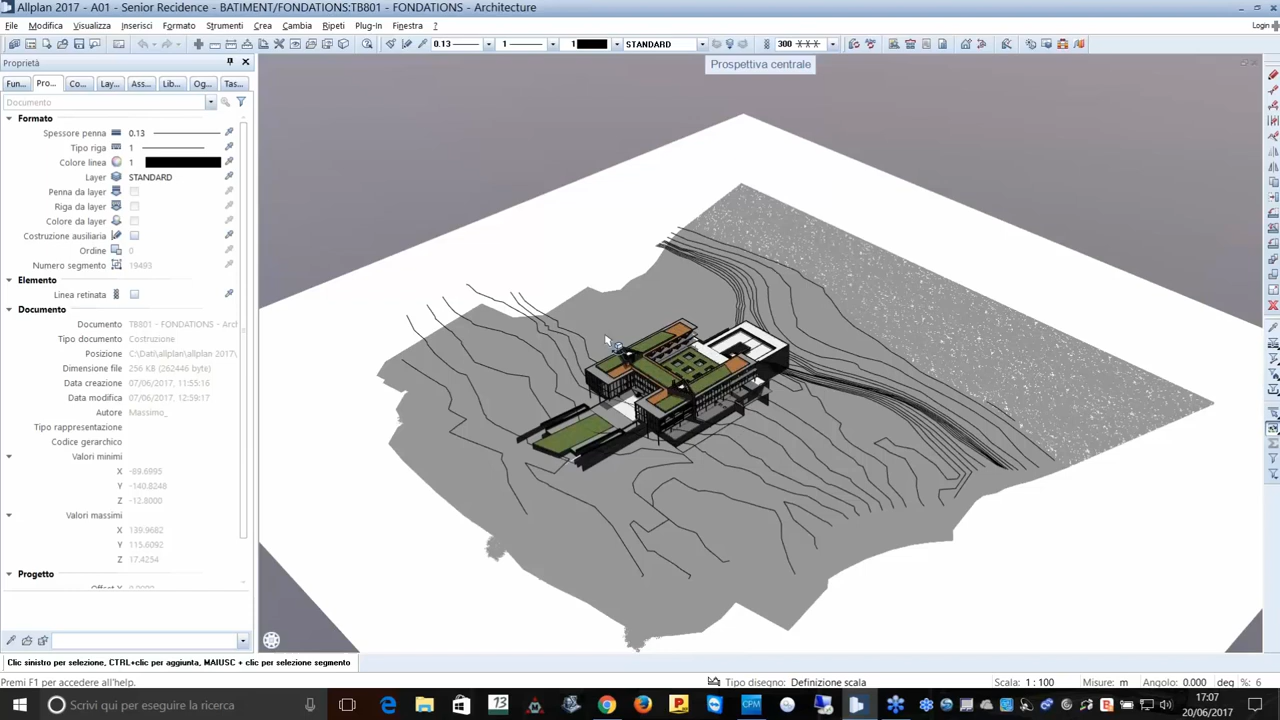 Allplan 2017 - A01 - Senior Recidence - BATIMENT/FONDATIONS:TB801 - FONDATIONS - Architecture
File Modifica Visualizza Inserisci Formato Strumenti Crea Cambia Ripeti Plug-In Finestra ? Login
0.13 1 1 STANDARD 300
Proprietà
Prospettiva centrale
Fun... Pro... Co... Lay... Ass... Lib... Og... Tas...
Documento
Formato
Spessore penna 0.13
Tipo riga 1
Colore linea 1
Layer STANDARD
Penna da layer
Riga da layer
Colore da layer
Costruzione ausiliaria
Ordine 0
Numero segmento 19493
Elemento
Linea retinata
Documento
Documento TB801 - FONDATIONS - Arch
Tipo documento Costruzione
Posizione C:\Dati\allplan\allplan 2017\
Dimensione file 256 KB (262446 bytes)
Data creazione 07/06/2017, 11:55:16
Data modifica 07/06/2017, 12:59:17
Autore Massimo_
Tipo rappresentazione
Codice gerarchico
Valori minimi
X -89.6995
Y -140.8248
Z -12.8000
Valori massimi
X 139.9682
Y 115.6092
Z 17.4254
Progetto
Clic sinistro per selezione, CTRL+clic per aggiunta, MAIUSC + clic per selezione segmento
Premi F1 per accedere all'help. Tipo disegno: Definizione scala Scala: 1 : 100 Misure: m Angolo: 0.000 deg %: 6
Scrivi qui per eseguire la ricerca
13
CPM
17:07
20/06/2017